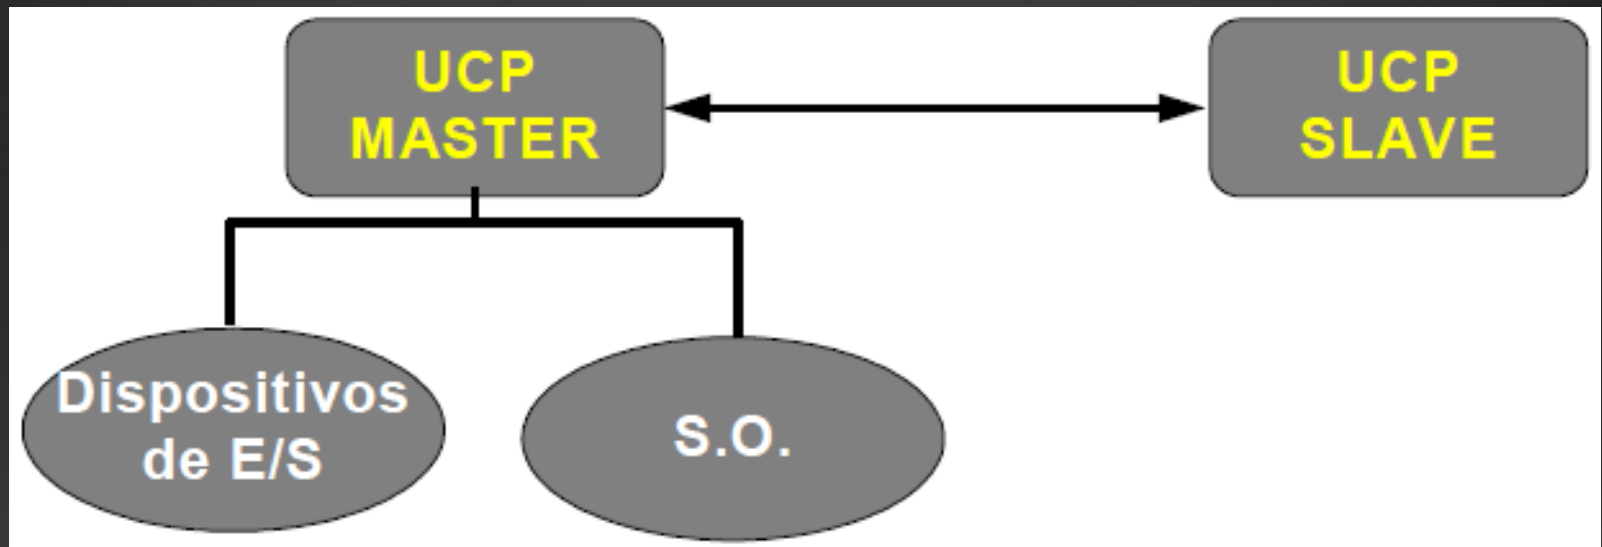 UCP
MASTER
UCP
SLAVE
Dispositivos
de E/S
S.O.